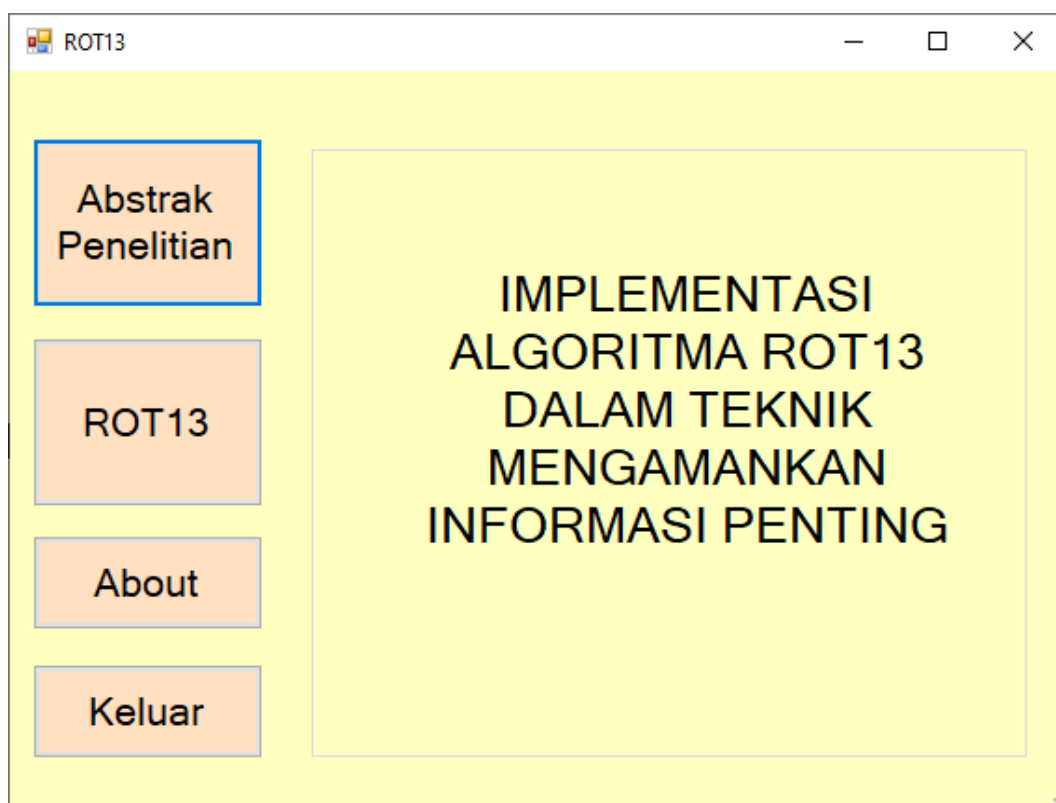 ROT13
Abstrak
Penelitian
ROT13
About
Keluar
IMPLEMENTASI
ALGORITMA ROT13
DALAM TEKNIK
MENGAMANKAN
INFORMASI PENTING